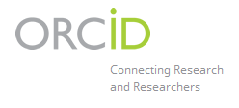 ORCiD
Connecting Research
and Researchers